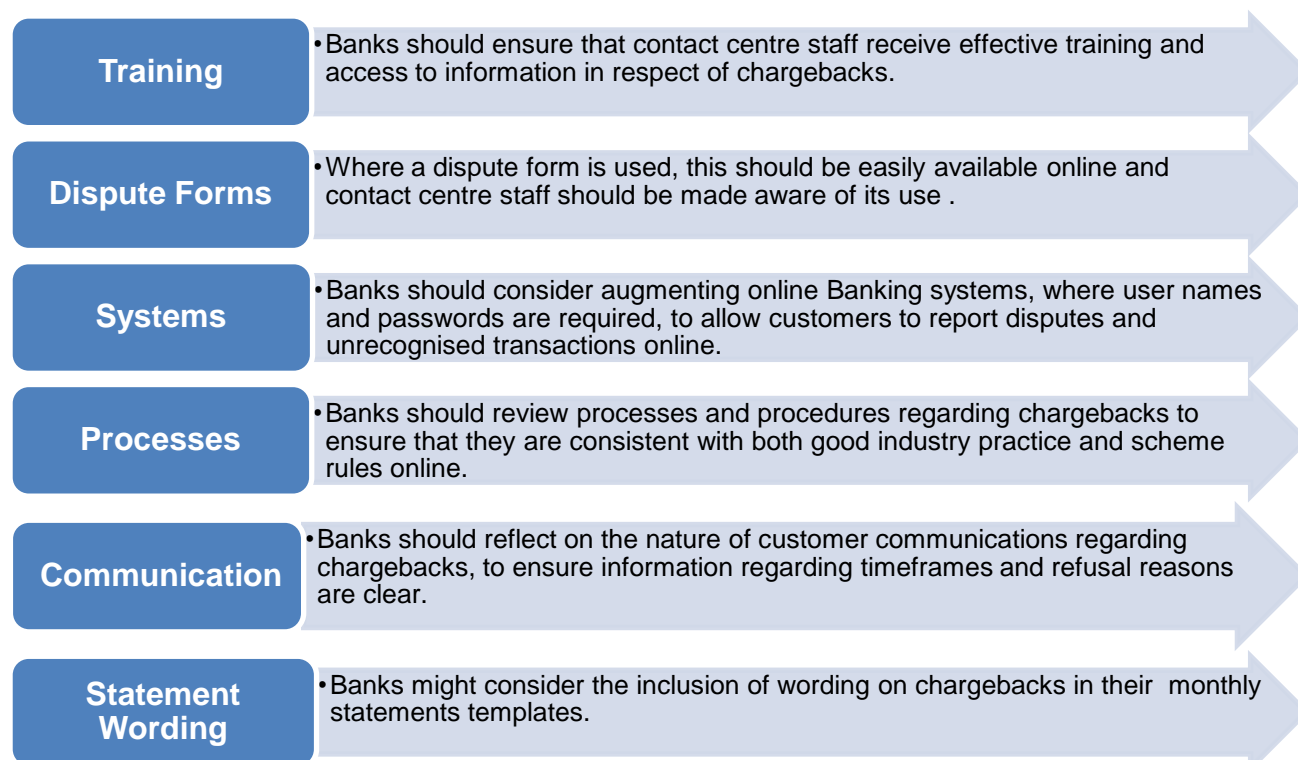 Training
•Banks should ensure that contact centre staff receive effective training and
access to information in respect of chargebacks.
Dispute Forms
•Where a dispute form is used, this should be easily available online and
contact centre staff should be made aware of its use .
Systems
•Banks should consider augmenting online Banking systems, where user names
and passwords are required, to allow customers to report disputes and
unrecognised transactions online.
Processes
•Banks should review processes and procedures regarding chargebacks to
ensure that they are consistent with both good industry practice and scheme
rules online.
Communication
•Banks should reflect on the nature of customer communications regarding
chargebacks, to ensure information regarding timeframes and refusal reasons
are clear.
Statement
Wording
•Banks might consider the inclusion of wording on chargebacks in their  monthly
statements templates.